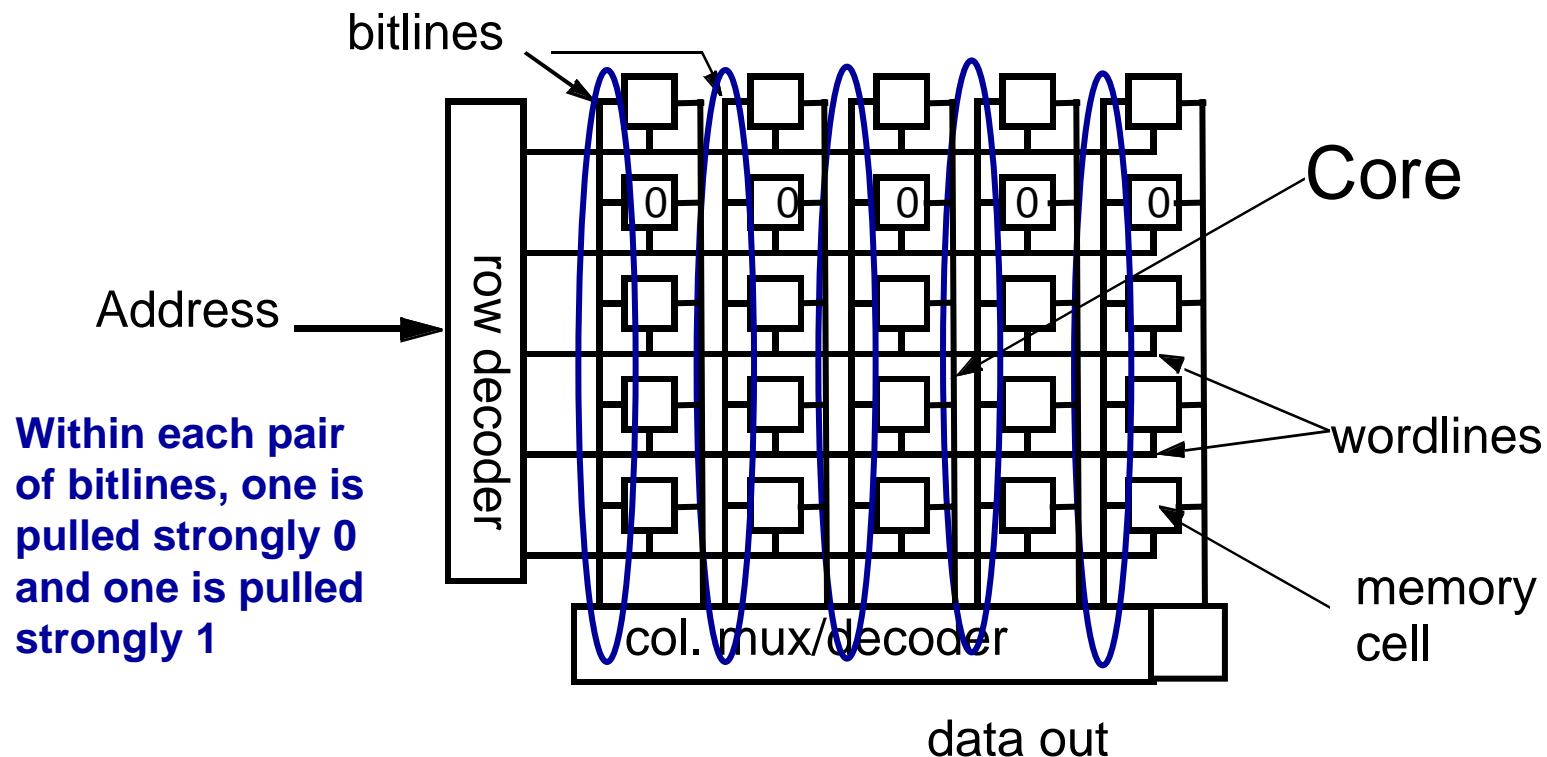 bitlines
Core
0 0 0 0 0
Address
row decoder
Within each pair
of bitlines, one is
pulled strongly 0
and one is pulled
strongly 1
wordlines
memory
cell
col. mux/decoder
data out